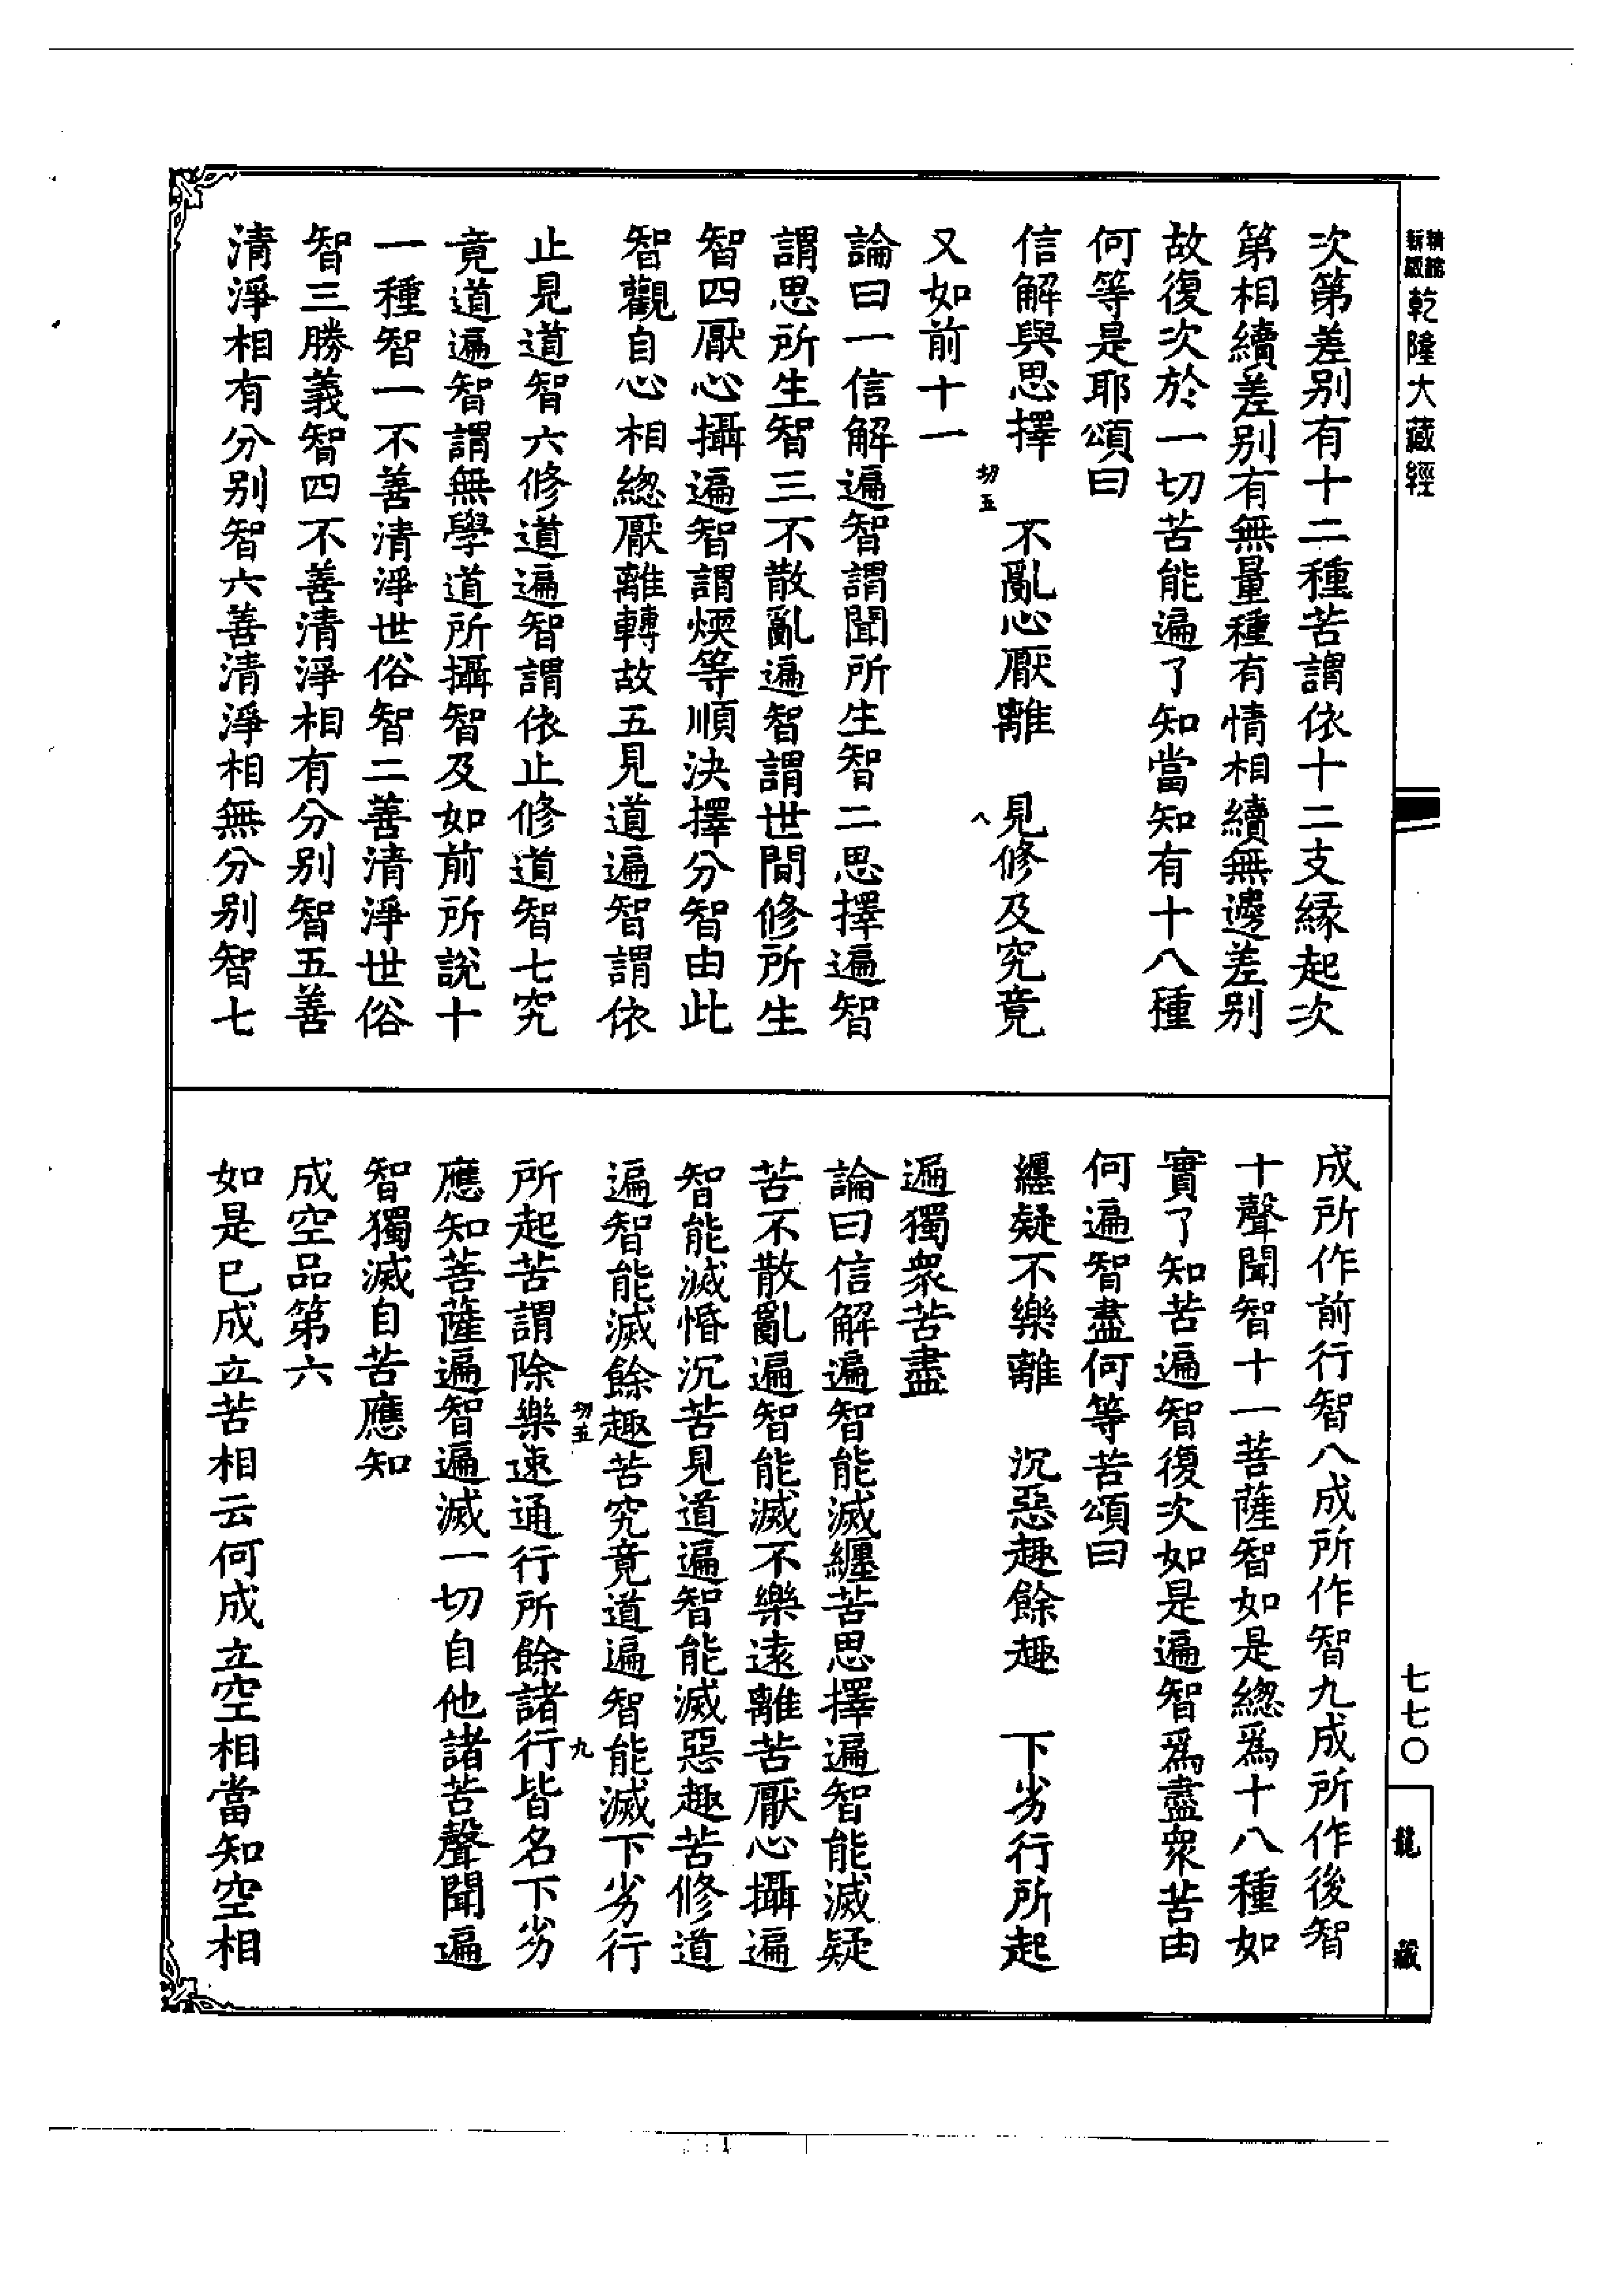 新編縮版
乾隆大藏經
次第差別有十二種苦謂依十二支緣起次
第相續差別有無量種有情相續無邊差別
故復次於一切苦能遍了知當知有十八種
何等是耶頌曰
信解與思擇　不亂心厭離　見修及究竟
切五
八
又如前十一
論曰一信解遍智謂聞所生智二思擇遍智
謂思所生智三不散亂遍智謂世間修所生
智四厭心攝遍智謂煗等順決擇分智由此
智觀自心相總厭離轉故五見道遍智謂依
止見道智六修道遍智謂依止修道智七究
竟道遍智謂無學道所攝智及如前所說十
一種智一不善清淨世俗智二善清淨世俗
智三勝義智四不善清淨相有分別智五善
清淨相有分別智六善清淨相無分別智七
成所作前行智八成所作智九成所作後智
十聲聞智十一菩薩智如是總為十八種如
實了知苦遍智復次如是遍智為盡眾苦由
何遍智盡何等苦頌曰
纏疑不樂離　沉惡趣餘趣　下劣行所起
遍獨眾苦盡
論曰信解遍智能滅纏苦思擇遍智能滅疑
苦不散亂遍智能滅不樂遠離苦厭心攝遍
智能滅惛沉苦見道遍智能滅惡趣苦修道
遍智能滅餘趣苦究竟道遍智能滅下劣行
切五
九
所起苦謂除樂速通行所餘諸行皆名下劣
應知菩薩遍智遍滅一切自他諸苦聲聞遍
智獨滅自苦應知
成空品第六
如是已成立苦相云何成立空相當知空相
七七〇
龍藏